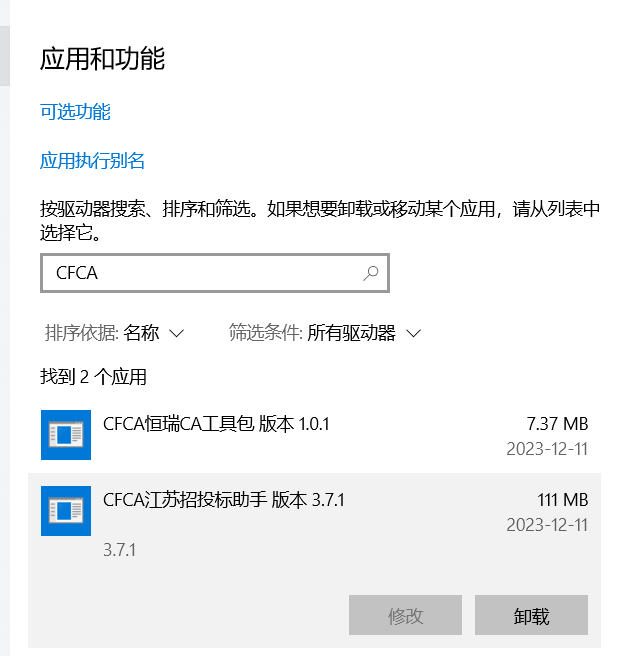 应用和功能
可选功能
应用执行别名
按驱动器搜索、排序和筛选。如果想要卸载或移动某个应用，请从列表中
选择它。
CFCA
排序依据: 名称 筛选条件: 所有驱动器
找到 2 个应用
CFCA恒瑞CA工具包 版本 1.0.1 7.37 MB
2023-12-11
CFCA江苏招投标助手 版本 3.7.1 111 MB
2023-12-11
3.7.1
修改 卸载